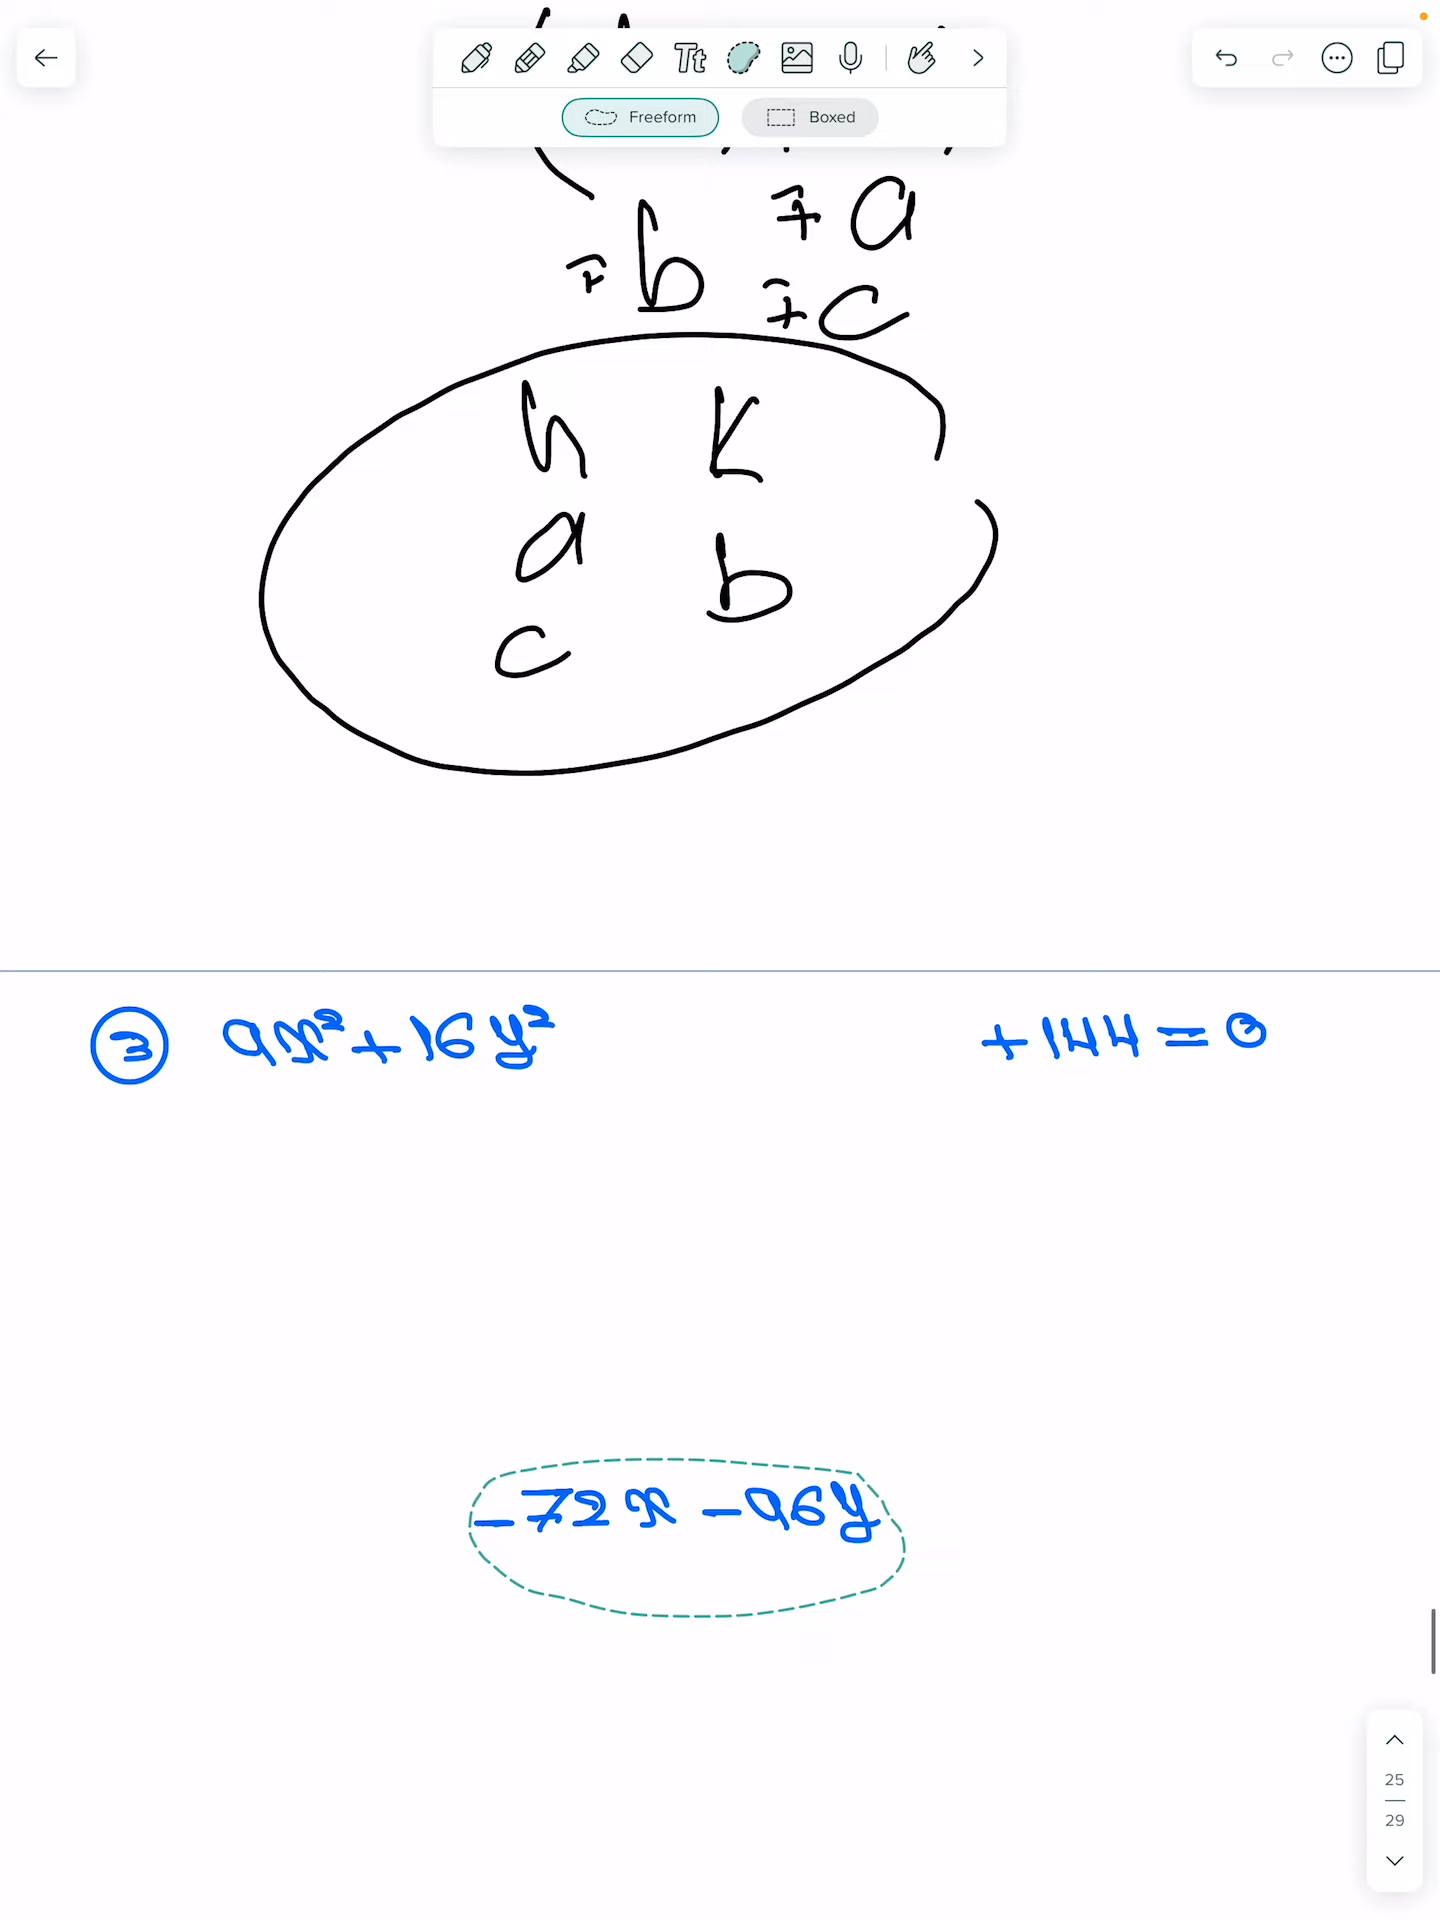 Freeform Boxed
∓ a
∓ b ∓ c
h k
a b
c
③ 9x² + 16y² + 144 = 0
- 72x - 96y
25
29